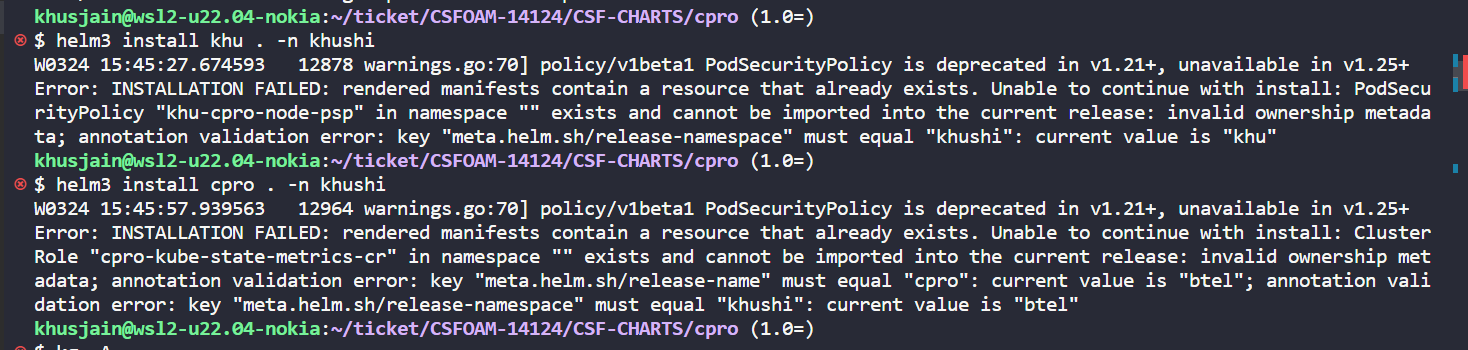 khusjain@wsl2-u22.04-nokia:~/ticket/CSFOAM-14124/CSF-CHARTS/cpro (1.0=)
$ helm3 install khu . -n khushi
W0324 15:45:27.674593   12878 warnings.go:70] policy/v1beta1 PodSecurityPolicy is deprecated in v1.21+, unavailable in v1.25+
Error: INSTALLATION FAILED: rendered manifests contain a resource that already exists. Unable to continue with install: PodSecu
rityPolicy "khu-cpro-node-psp" in namespace "" exists and cannot be imported into the current release: invalid ownership metada
ta; annotation validation error: key "meta.helm.sh/release-namespace" must equal "khushi": current value is "khu"
khusjain@wsl2-u22.04-nokia:~/ticket/CSFOAM-14124/CSF-CHARTS/cpro (1.0=)
$ helm3 install cpro . -n khushi
W0324 15:45:57.939563   12964 warnings.go:70] policy/v1beta1 PodSecurityPolicy is deprecated in v1.21+, unavailable in v1.25+
Error: INSTALLATION FAILED: rendered manifests contain a resource that already exists. Unable to continue with install: Cluster
Role "cpro-kube-state-metrics-cr" in namespace "" exists and cannot be imported into the current release: invalid ownership met
adata; annotation validation error: key "meta.helm.sh/release-name" must equal "cpro": current value is "btel"; annotation vali
dation error: key "meta.helm.sh/release-namespace" must equal "khushi": current value is "btel"
khusjain@wsl2-u22.04-nokia:~/ticket/CSFOAM-14124/CSF-CHARTS/cpro (1.0=)